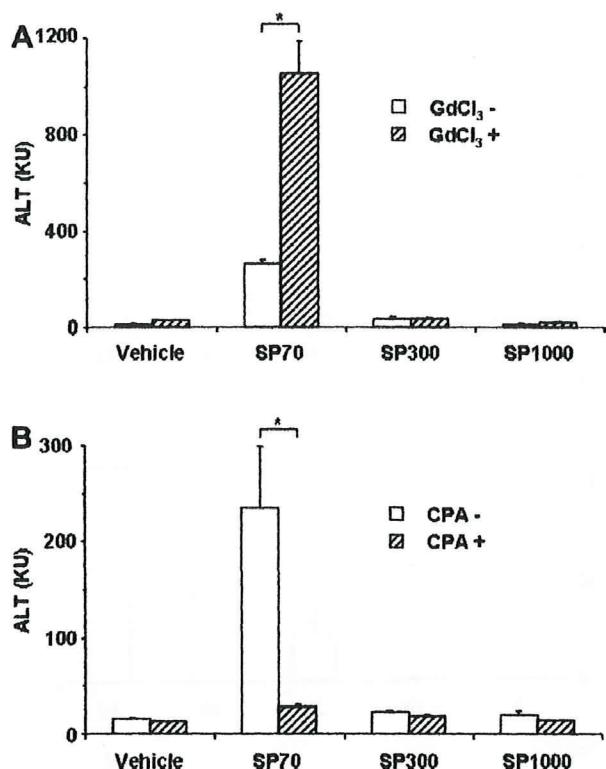 A
*
1200
800
400
0
ALT (KU)
GdCl₃ -
GdCl₃ +
Vehicle SP70 SP300 SP1000
B
*
300
200
100
0
ALT (KU)
CPA -
CPA +
Vehicle SP70 SP300 SP1000